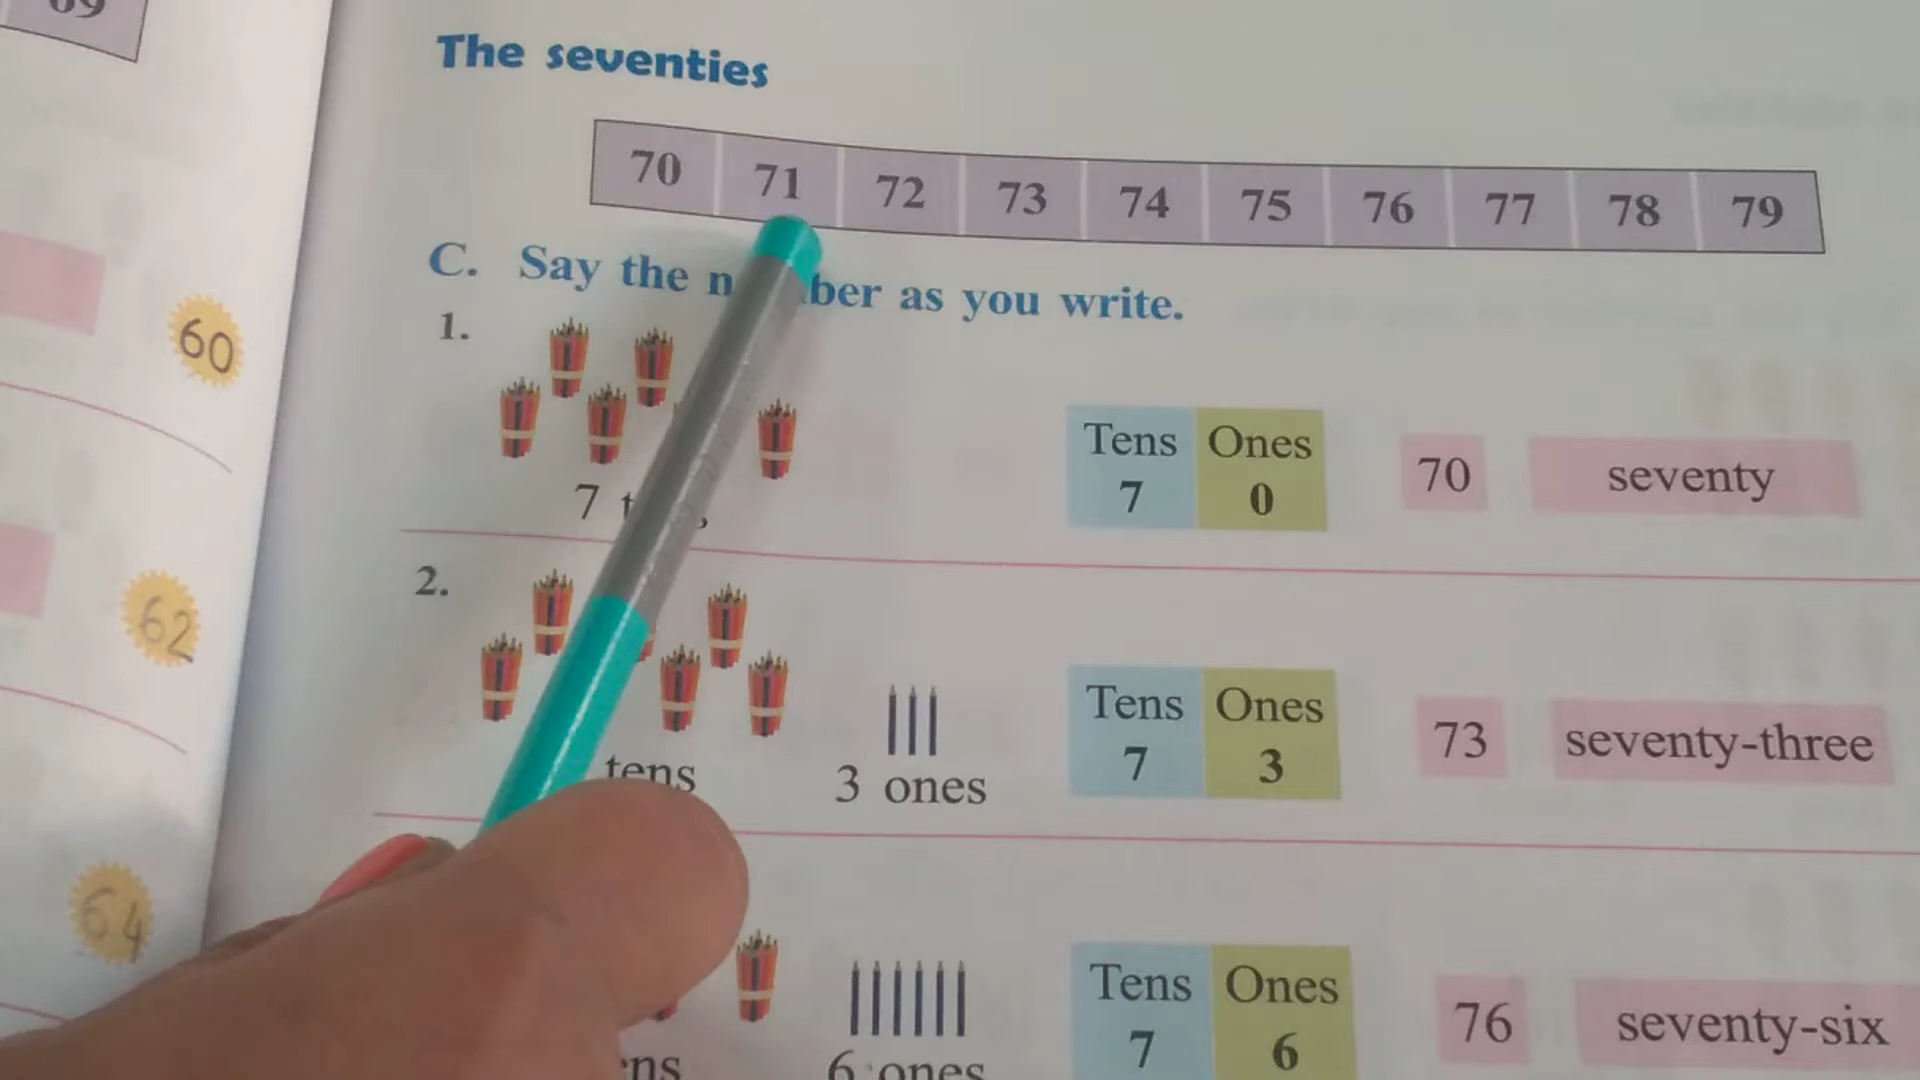 The seventies
70 71 72 73 74 75 76 77 78 79
C. Say the as you write.
1.
7
Tens Ones
7 0
70 seventy
2.
tens
3 ones
Tens Ones
7 3
73 seventy-three
6 ones
Tens Ones
7 6
76 seventy-six
60
62
64